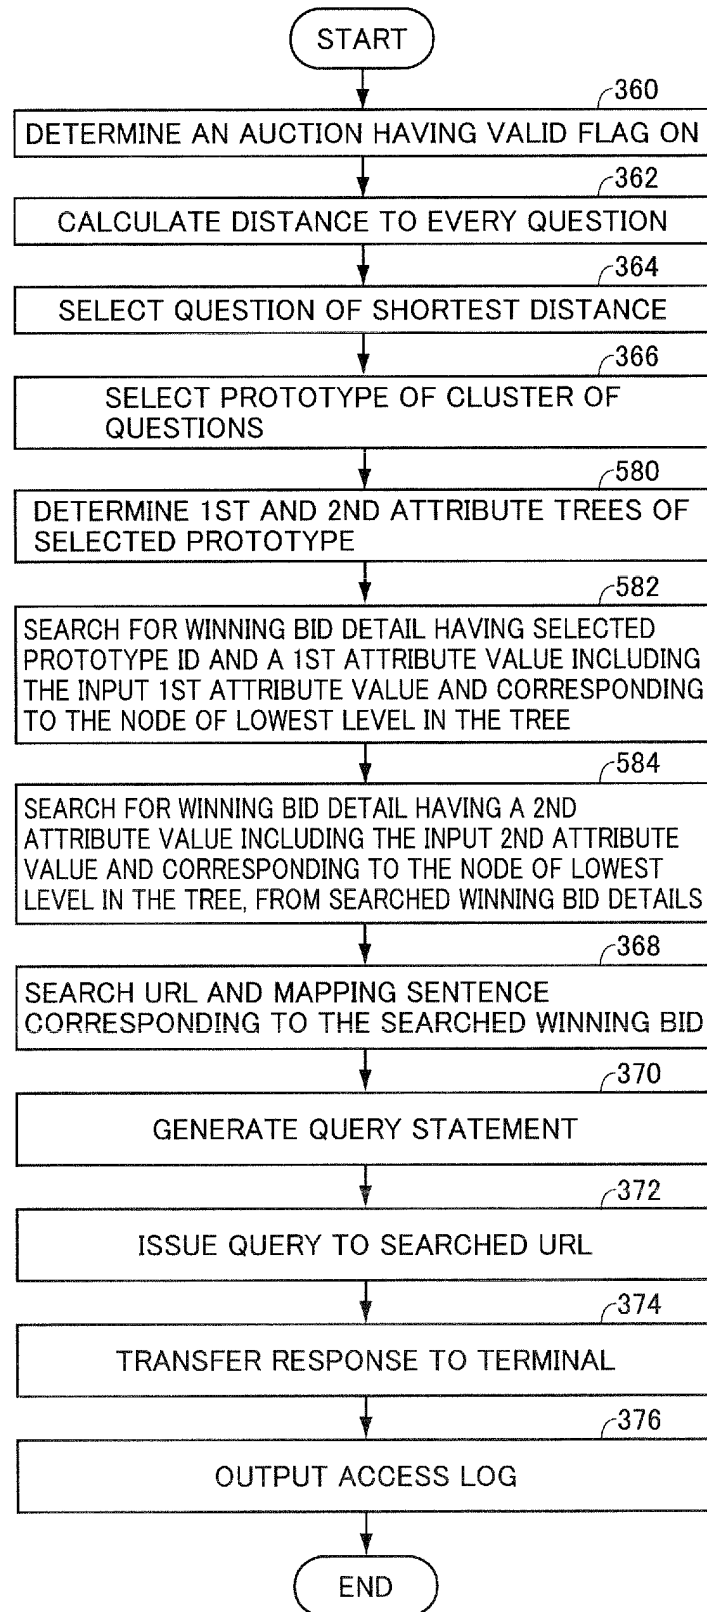 START
360
DETERMINE AN AUCTION HAVING VALID FLAG ON
362
CALCULATE DISTANCE TO EVERY QUESTION
364
SELECT QUESTION OF SHORTEST DISTANCE
366
SELECT PROTOTYPE OF CLUSTER OF
QUESTIONS
580
DETERMINE 1ST AND 2ND ATTRIBUTE TREES OF
SELECTED PROTOTYPE
582
SEARCH FOR WINNING BID DETAIL HAVING SELECTED
PROTOTYPE ID AND A 1ST ATTRIBUTE VALUE INCLUDING
THE INPUT 1ST ATTRIBUTE VALUE AND CORRESPONDING
TO THE NODE OF LOWEST LEVEL IN THE TREE
584
SEARCH FOR WINNING BID DETAIL HAVING A 2ND
ATTRIBUTE VALUE INCLUDING THE INPUT 2ND ATTRIBUTE
VALUE AND CORRESPONDING TO THE NODE OF LOWEST
LEVEL IN THE TREE, FROM SEARCHED WINNING BID DETAILS
368
SEARCH URL AND MAPPING SENTENCE
CORRESPONDING TO THE SEARCHED WINNING BID
370
GENERATE QUERY STATEMENT
372
ISSUE QUERY TO SEARCHED URL
374
TRANSFER RESPONSE TO TERMINAL
376
OUTPUT ACCESS LOG
END